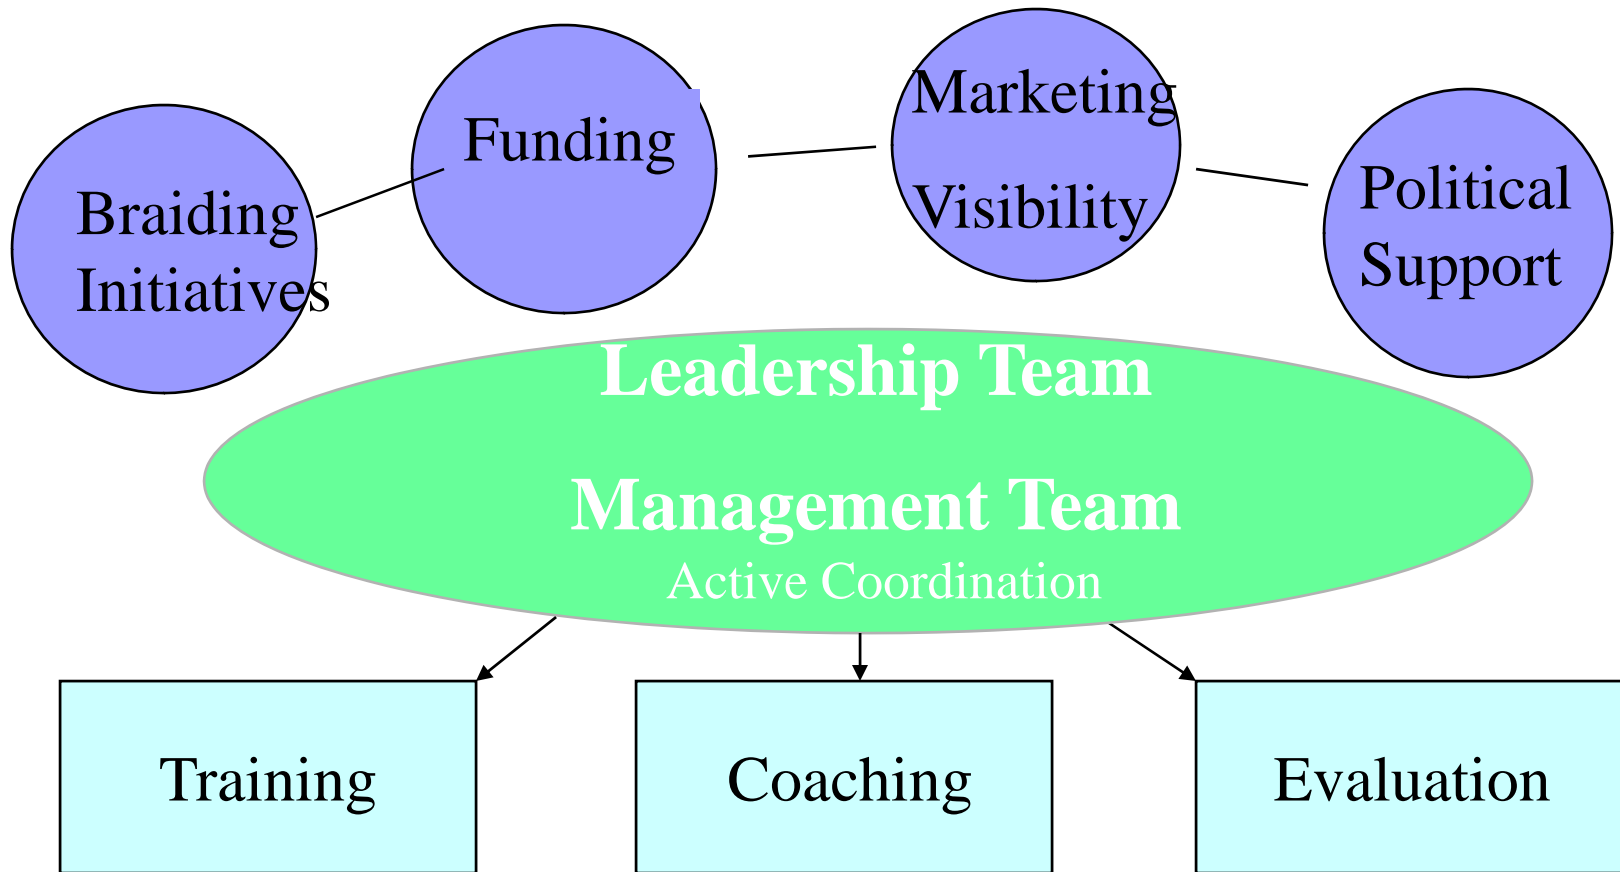 Braiding
Initiatives
Funding
Marketing
Visibility
Political
Support
Leadership Team
Management Team
Active Coordination
Training
Coaching
Evaluation